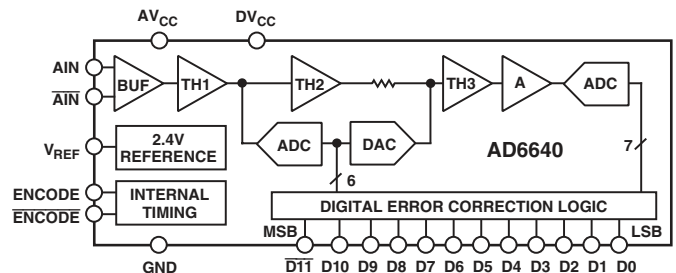 AVCC DVCC
AIN
AIN
BUF TH1 TH2 TH3 A ADC
ADC DAC
AD6640
VREF
2.4V
REFERENCE
7
6
ENCODE
ENCODE
INTERNAL
TIMING
DIGITAL ERROR CORRECTION LOGIC
MSB LSB
GND D11 D10 D9 D8 D7 D6 D5 D4 D3 D2 D1 D0